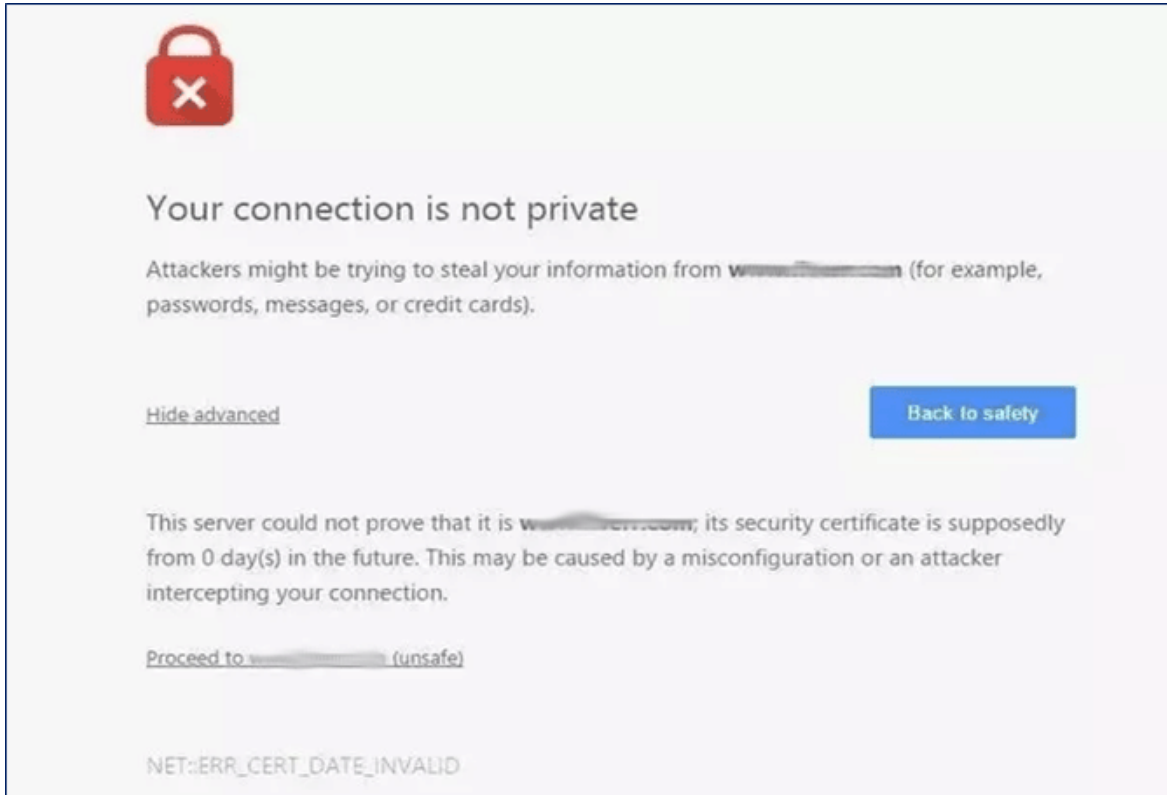 Your connection is not private
Attackers might be trying to steal your information from (for example,
passwords, messages, or credit cards).
Hide advanced
Back to safety
This server could not prove that it is ; its security certificate is supposedly
from 0 day(s) in the future. This may be caused by a misconfiguration or an attacker
intercepting your connection.
Proceed to (unsafe)
NET::ERR_CERT_DATE_INVALID